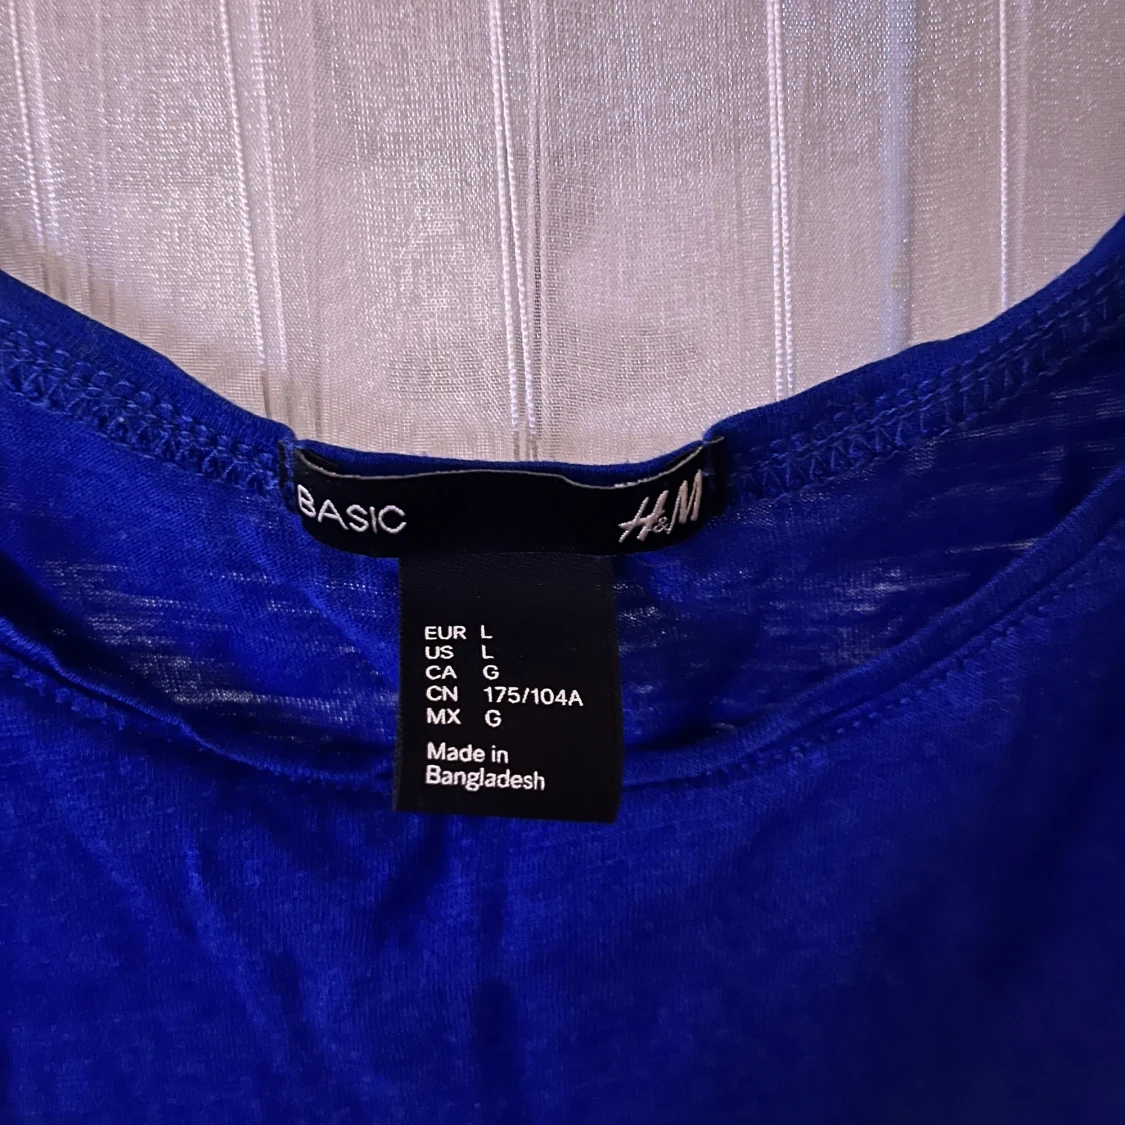 BASIC H&M
EUR L
US L
CA G
CN 175/104A
MX G
Made in
Bangladesh